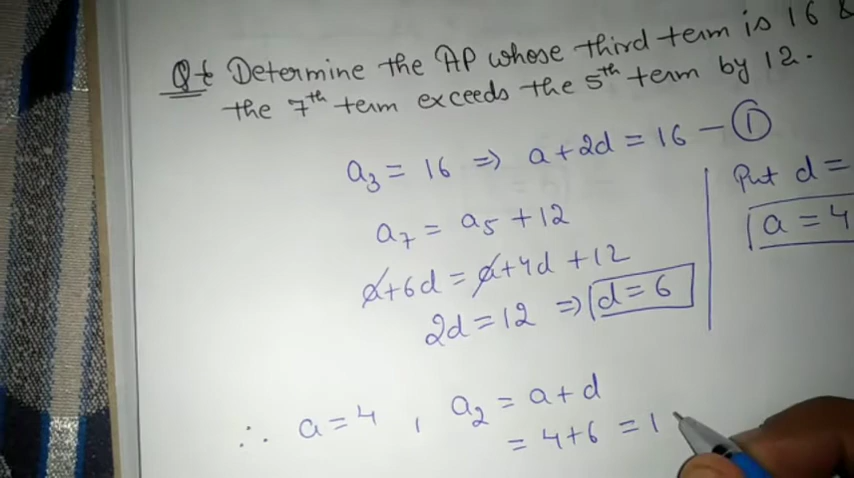 Q† Determine the AP whose third term is 16 &
the 7th term exceeds the 5th term by 12.
a₃ = 16 ⇒ a+2d = 16 — ①
a₇ = a₅ + 12
a+6d = a+4d +12
2d = 12 ⇒ d = 6
Put d =
a = 4
∴ a = 4 , a₂ = a + d
= 4+6 = 1